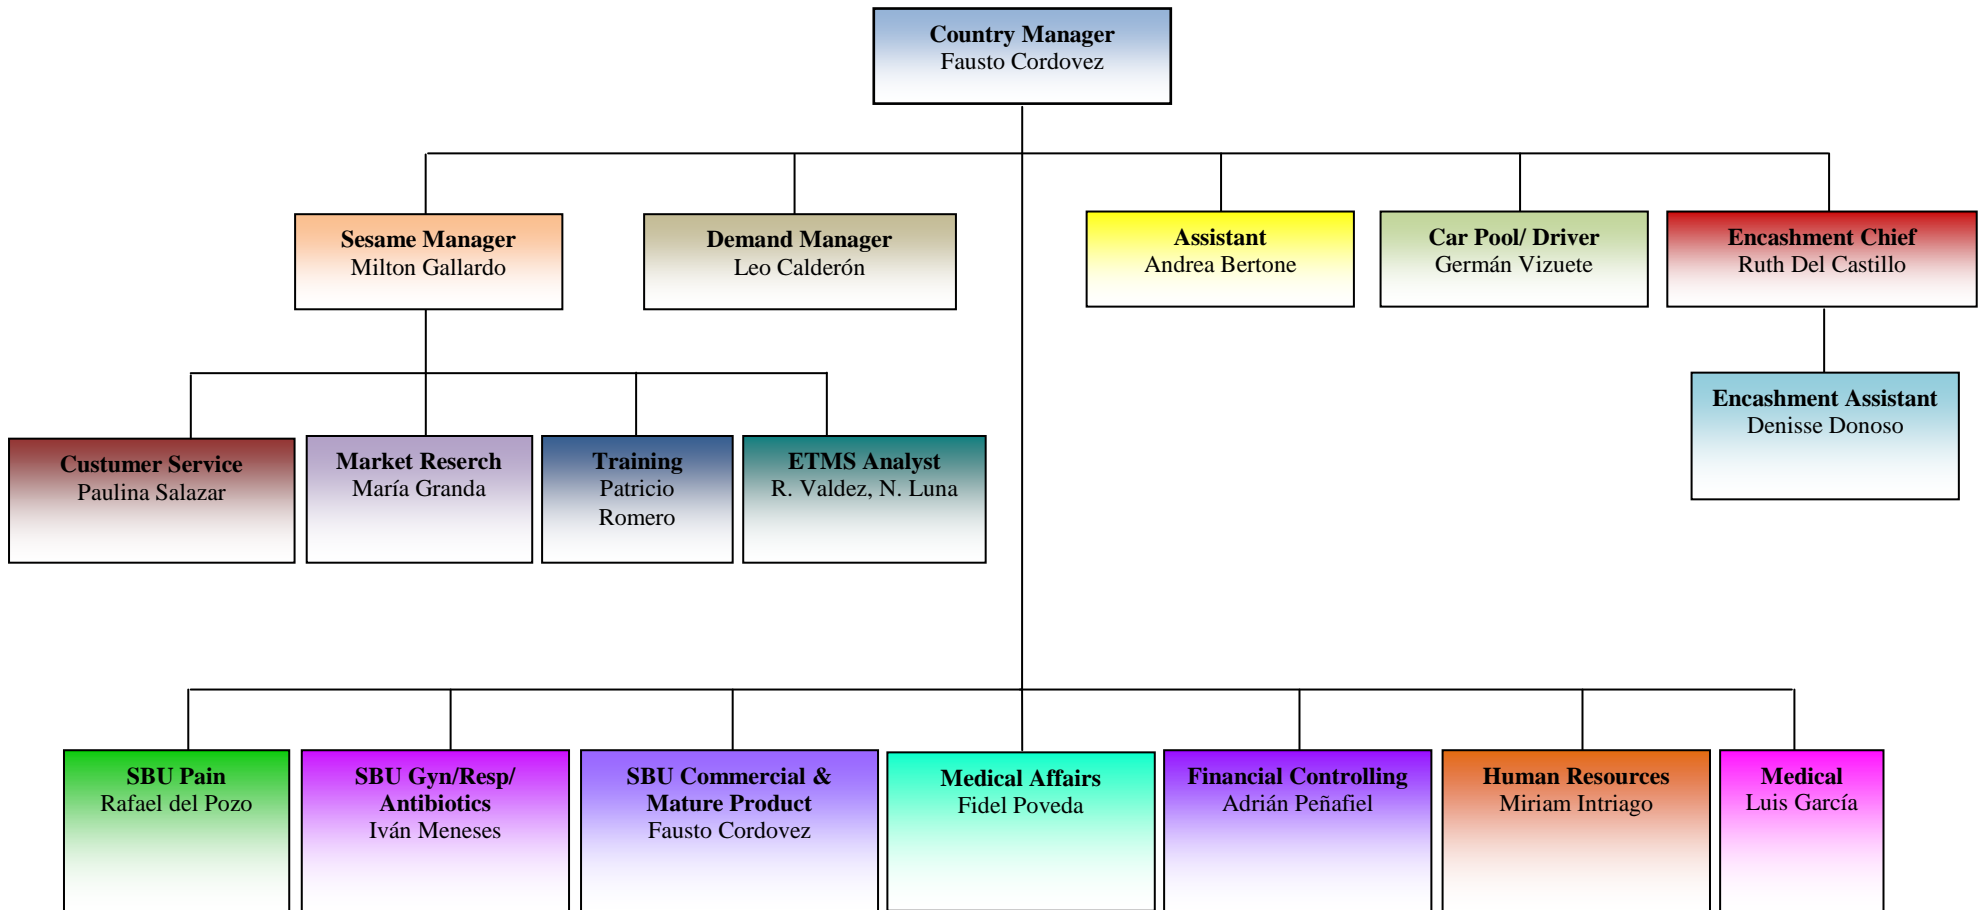 Country Manager
Fausto Cordovez
Sesame Manager
Milton Gallardo
Demand Manager
Leo Calderón
Assistant
Andrea Bertone
Car Pool/ Driver
Germán Vizuete
Encashment Chief
Ruth Del Castillo
Encashment Assistant
Denisse Donoso
Custumer Service
Paulina Salazar
Market Reserch
María Granda
Training
Patricio
Romero
ETMS Analyst
R. Valdez, N. Luna
SBU Pain
Rafael del Pozo
SBU Gyn/Resp/
Antibiotics
Iván Meneses
SBU Commercial &
Mature Product
Fausto Cordovez
Medical Affairs
Fidel Poveda
Financial Controlling
Adrián Peñafiel
Human Resources
Miriam Intriago
Medical
Luis García